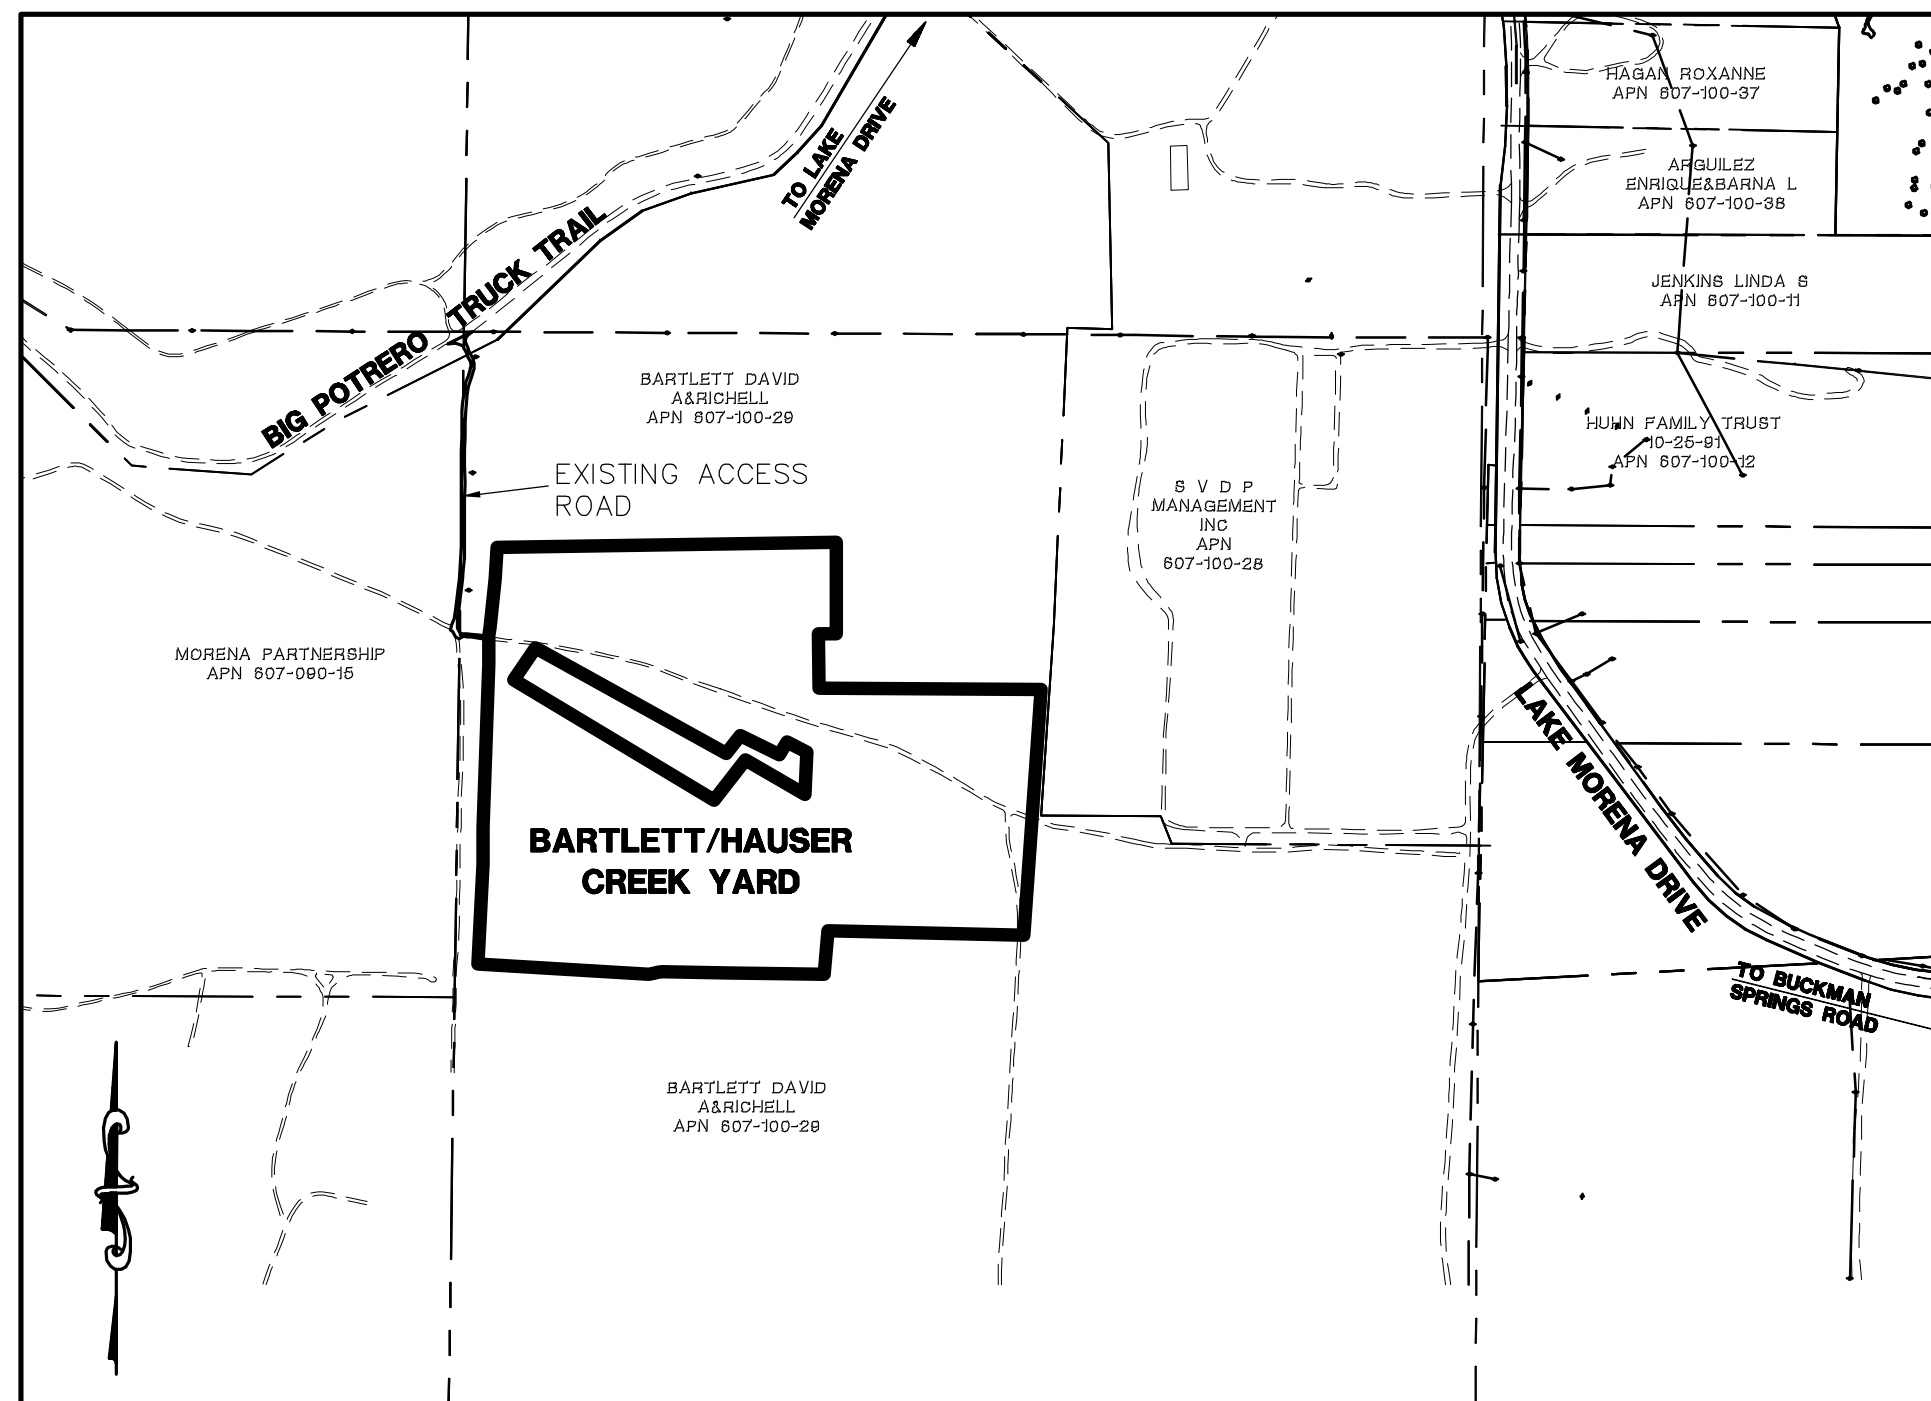 HAGAN ROXANNE
APN 607-100-37
TO LAKE
MORENA DRIVE
ARGUILEZ
ENRIQUE&BARNA L
APN 607-100-38
BIG POTRERO TRUCK TRAIL
JENKINS LINDA S
APN 607-100-11
BARTLETT DAVID
A&RICHELL
APN 607-100-29
HUHN FAMILY TRUST
10-25-91
APN 607-100-12
EXISTING ACCESS
ROAD
S V D P
MANAGEMENT
INC
APN
607-100-28
MORENA PARTNERSHIP
APN 607-090-15
LAKE MORENA DRIVE
BARTLETT/HAUSER
CREEK YARD
TO BUCKMAN
SPRINGS ROAD
BARTLETT DAVID
A&RICHELL
APN 607-100-29